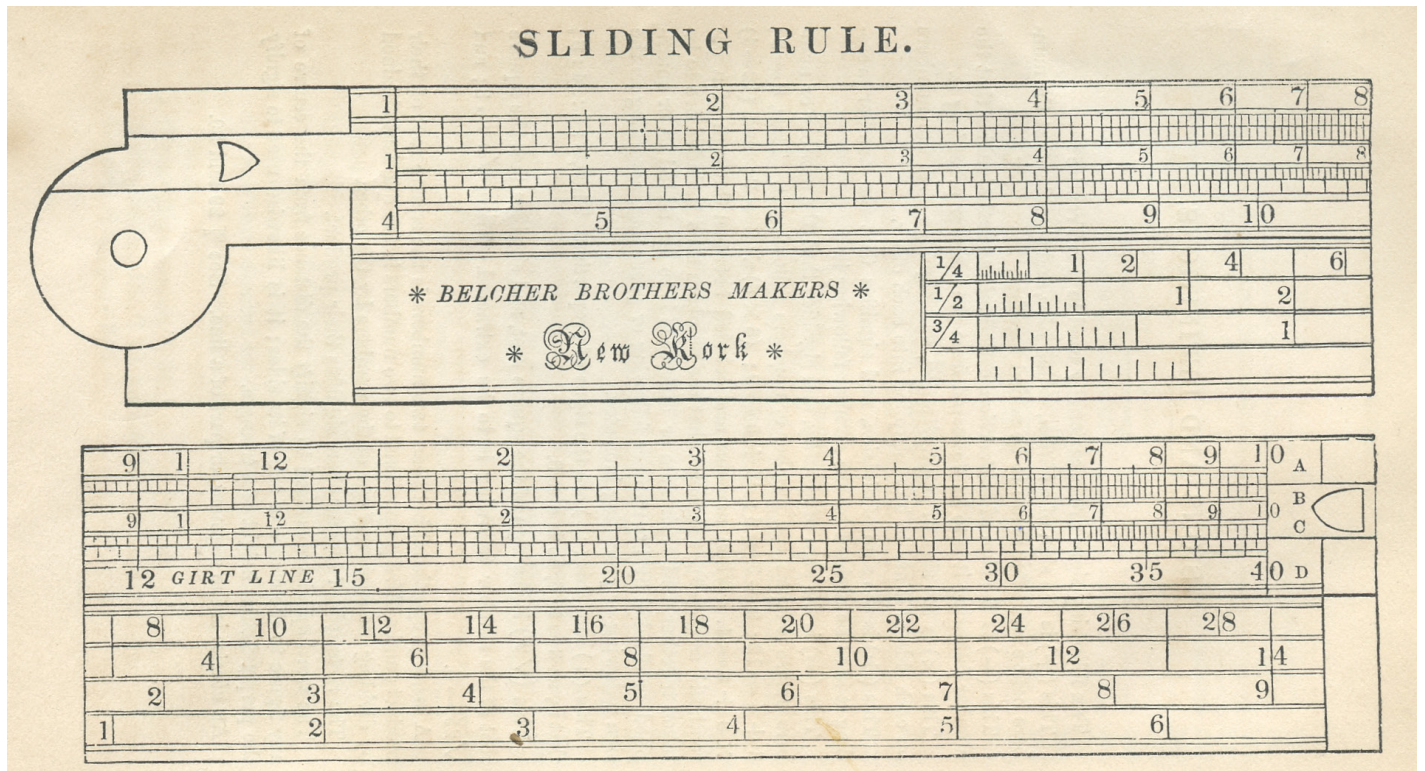 SLIDING RULE.
1 2 3 4 5 6 7 8
1 2 3 4 5 6 7 8
4 5 6 7 8 9 10
1/4 1 2 4 6
* BELCHER BROTHERS MAKERS *
1/2 1 2
* New York *
3/4 1
9 1 12 2 3 4 5 6 7 8 9 10 A
B
9 1 12 2 3 4 5 6 7 8 9 10
C
12 GIRT LINE 15 20 25 30 35 40 D
8 10 12 14 16 18 20 22 24 26 28
4 6 8 10 12 14
2 3 4 5 6 7 8 9
1 2 3 4 5 6